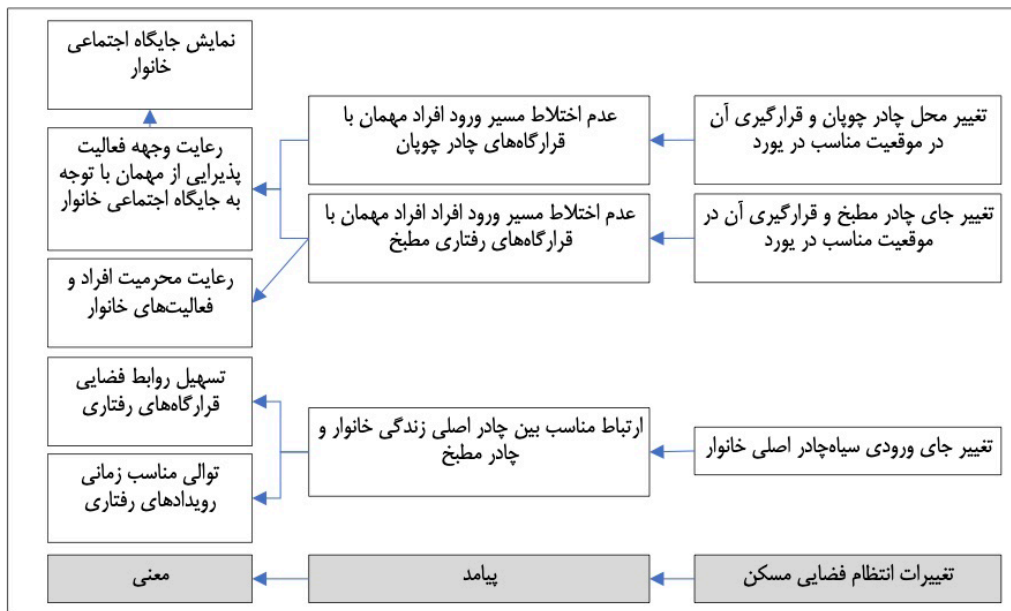 نمایش جایگاه اجتماعی
خانوار
تغییر محل چادر چوپان و قرارگیری آن
در موقعیت مناسب در یورد
عدم اختلاط مسیر ورود افراد مهمان با
قرارگاه‌های چادر چوپان
رعایت وجهه فعالیت
پذیرایی از مهمان با توجه
به جایگاه اجتماعی خانوار
تغییر جای چادر مطبخ و قرارگیری آن در
موقعیت مناسب در یورد
عدم اختلاط مسیر ورود افراد افراد مهمان با
قرارگاه‌های رفتاری مطبخ
رعایت محرمیت افراد و
فعالیت‌های خانوار
تغییر جای ورودی سیاه‌چادر اصلی خانوار
ارتباط مناسب بین چادر اصلی زندگی خانوار و
چادر مطبخ
تسهیل روابط فضایی
قرارگاه‌های رفتاری
توالی مناسب زمانی
رویدادهای رفتاری
تغییرات انتظام فضایی مسکن
پیامد
معنی